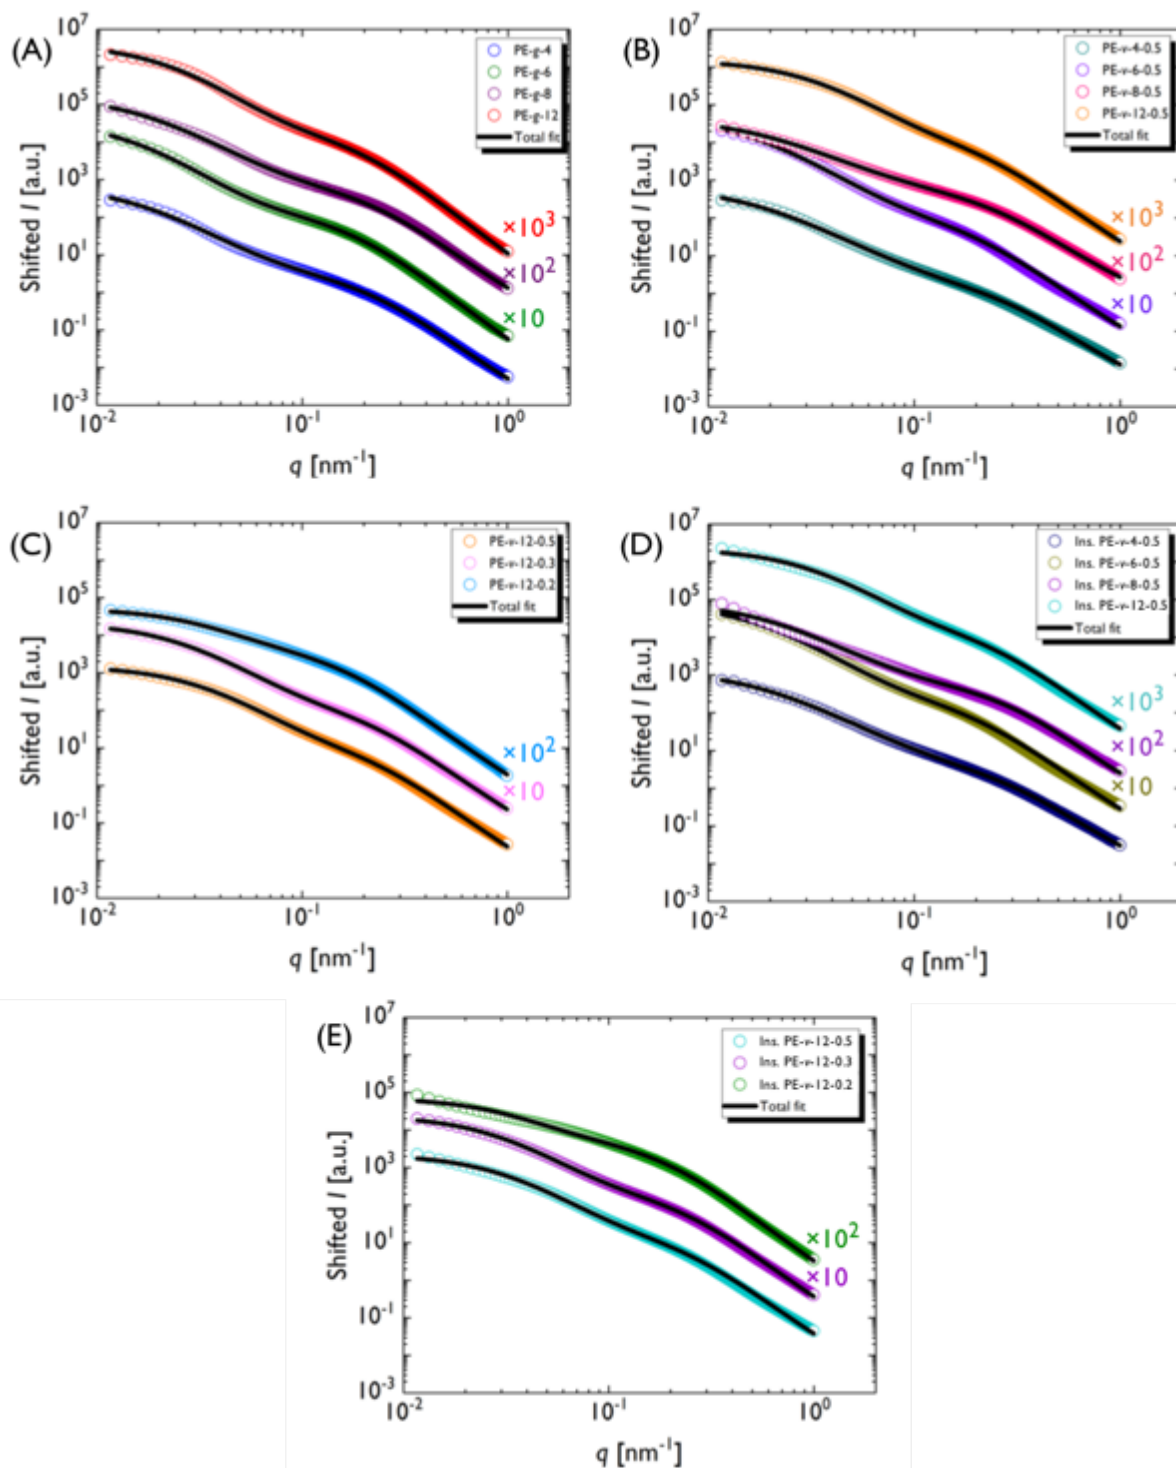 (A)
10^7
10^5
10^3
10^1
10^-1
10^-3
Shifted I [a.u.]
PE-g-4
PE-g-6
PE-g-8
PE-g-12
Total fit
×10^3
×10^2
×10
10^-2
10^-1
10^0
q [nm^-1]
(B)
10^7
10^5
10^3
10^1
10^-1
10^-3
Shifted I [a.u.]
PE-v-4-0.5
PE-v-6-0.5
PE-v-8-0.5
PE-v-12-0.5
Total fit
×10^3
×10^2
×10
10^-2
10^-1
10^0
q [nm^-1]
(C)
10^7
10^5
10^3
10^1
10^-1
10^-3
Shifted I [a.u.]
PE-v-12-0.5
PE-v-12-0.3
PE-v-12-0.2
Total fit
×10^2
×10
10^-2
10^-1
10^0
q [nm^-1]
(D)
10^7
10^5
10^3
10^1
10^-1
10^-3
Shifted I [a.u.]
Ins. PE-v-4-0.5
Ins. PE-v-6-0.5
Ins. PE-v-8-0.5
Ins. PE-v-12-0.5
Total fit
×10^3
×10^2
×10
10^-2
10^-1
10^0
q [nm^-1]
(E)
10^7
10^5
10^3
10^1
10^-1
10^-3
Shifted I [a.u.]
Ins. PE-v-12-0.5
Ins. PE-v-12-0.3
Ins. PE-v-12-0.2
Total fit
×10^2
×10
10^-2
10^-1
10^0
q [nm^-1]